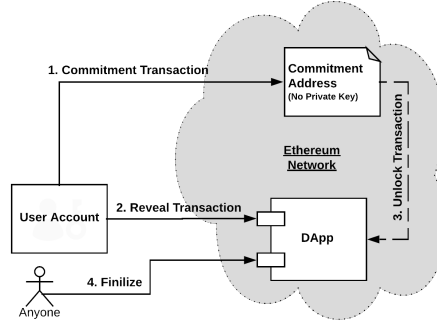 1. Commitment Transaction
Commitment
Address
(No Private Key)
3. Unlock Transaction
Ethereum
Network
User Account
2. Reveal Transaction
DApp
4. Finilize
Anyone